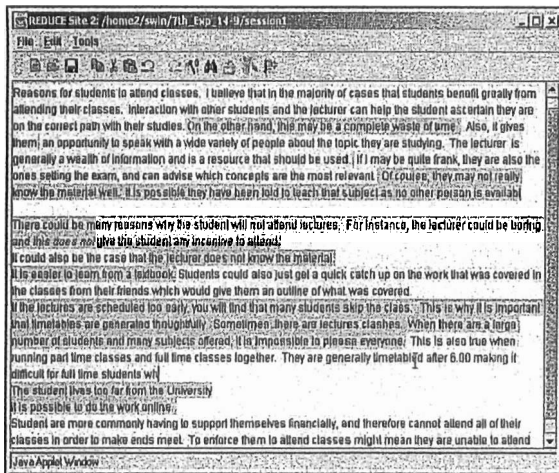 REDUCE Site 2: /home2/swin/7th_Exp_14-9/session1
File Edit Tools
Reasons for students to attend classes. I believe that in the majority of cases that students benefit greatly from
attending their classes. Interaction with other students and the lecturer can help the student ascertain they are
on the correct path with their studies. On the other hand, this may be a complete waste of time. Also, it gives
them an opportunity to speak with a wide variety of people about the topic they are studying. The lecturer is
generally a wealth of information and is a resource that should be used. If I may be quite frank, they are also the
ones setting the exam, and can advise which concepts are the most relevant. Of course, they may not really
know the material well. It is possible they have been told to teach that subject as no other person is availabl
There could be many reasons why the student will not attend lectures. For instance, the lecturer could be boring,
and this does not give the student any incentive to attend.
It could also be the case that the lecturer does not know the material.
It is easier to learn from a textbook. Students could also just get a quick catch up on the work that was covered in
the classes from their friends which would give them an outline of what was covered.
If the lectures are scheduled too early, you will find that many students skip the class. This is why it is important
that timetables are generated thoughtfully. Sometimes there are lectures clashes. When there are a large
number of students and many subjects offered, it is impossible to please everyone. This is also true when
running part time classes and full time classes together. They are generally timetabled after 6.00 making it
difficult for full time students wh
The student lives too far from the University
It is possible to do the work online.
Student are more commonly having to support themselves financially, and therefore cannot attend all of their
classes in order to make ends meet. To enforce them to attend classes might mean they are unable to attend
Java Applet Window